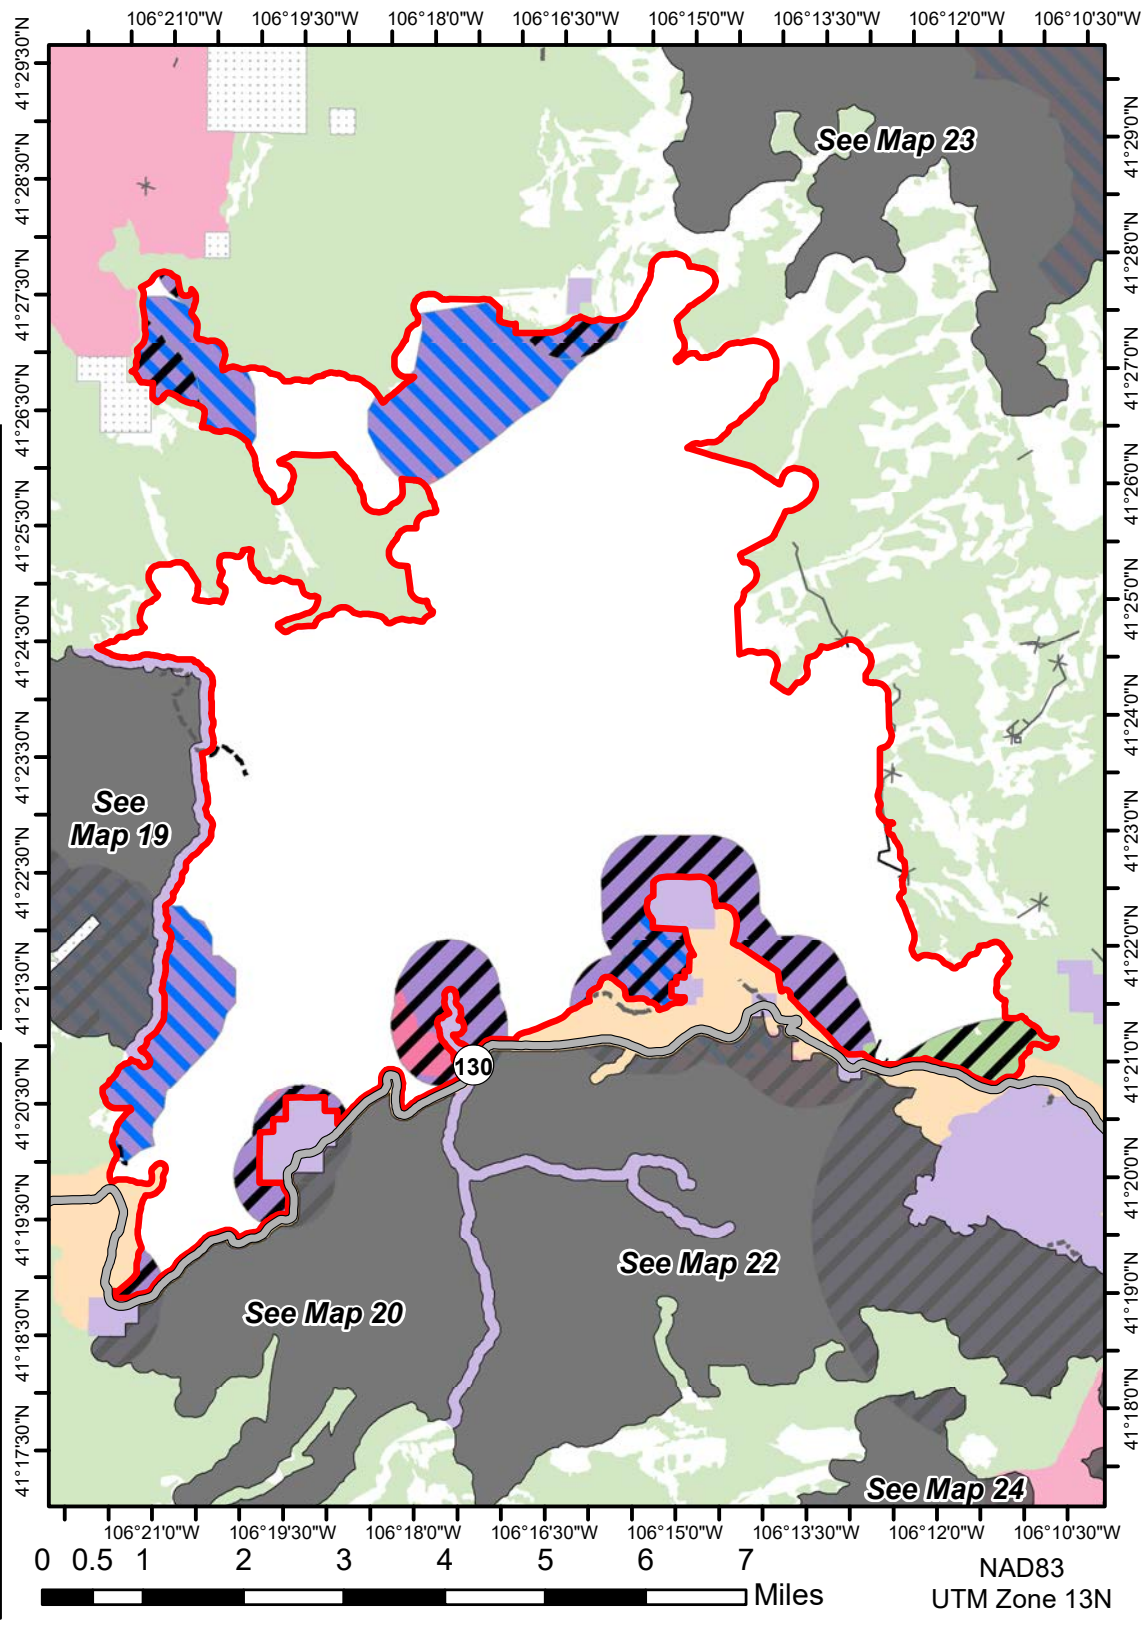 106°21'0"W 106°19'30"W 106°18'0"W 106°16'30"W 106°15'0"W 106°13'30"W 106°12'0"W 106°10'30"W
41°29'30"N
41°28'30"N
41°27'30"N
41°26'30"N
41°25'30"N
41°24'30"N
41°23'30"N
41°22'30"N
41°21'30"N
41°20'30"N
41°19'30"N
41°18'30"N
41°17'30"N
See Map 23
See
Map 19
130
See Map 22
See Map 20
See Map 24
41°29'0"N
41°28'0"N
41°27'0"N
41°26'0"N
41°25'0"N
41°24'0"N
41°23'0"N
41°22'0"N
41°21'0"N
41°20'0"N
41°19'0"N
41°18'0"N
106°21'0"W 106°19'30"W 106°18'0"W 106°16'30"W 106°15'0"W 106°13'30"W 106°12'0"W 106°10'30"W
0 0.5 1 2 3 4 5 6 7
Miles
NAD83
UTM Zone 13N